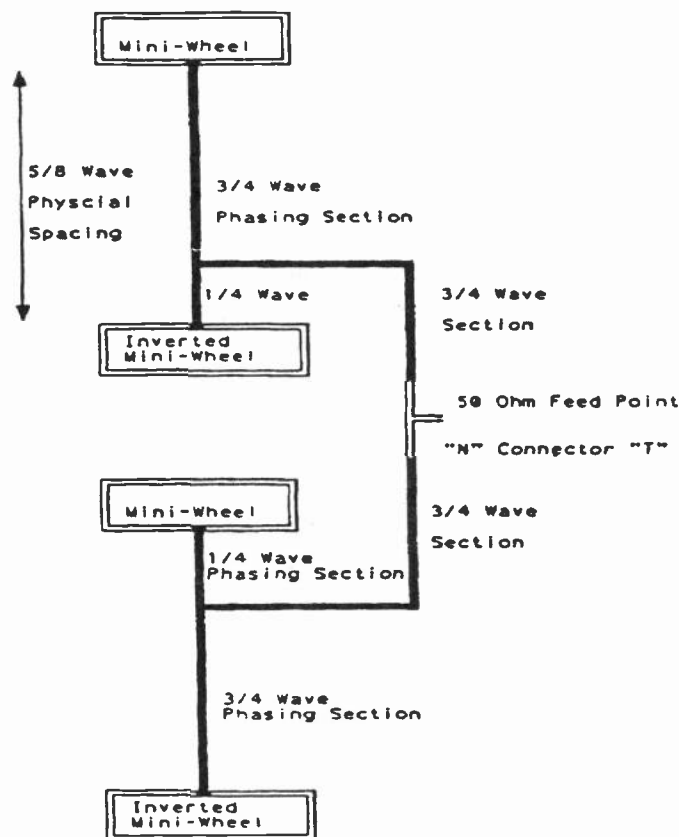 Mini-Wheel
5/8 Wave
Physcial
Spacing
3/4 Wave
Phasing Section
1/4 Wave
3/4 Wave
Section
Inverted
Mini-Wheel
50 Ohm Feed Point
"N" Connector "T"
Mini-Wheel
3/4 Wave
Section
1/4 Wave
Phasing Section
3/4 Wave
Phasing Section
Inverted
Mini-Wheel